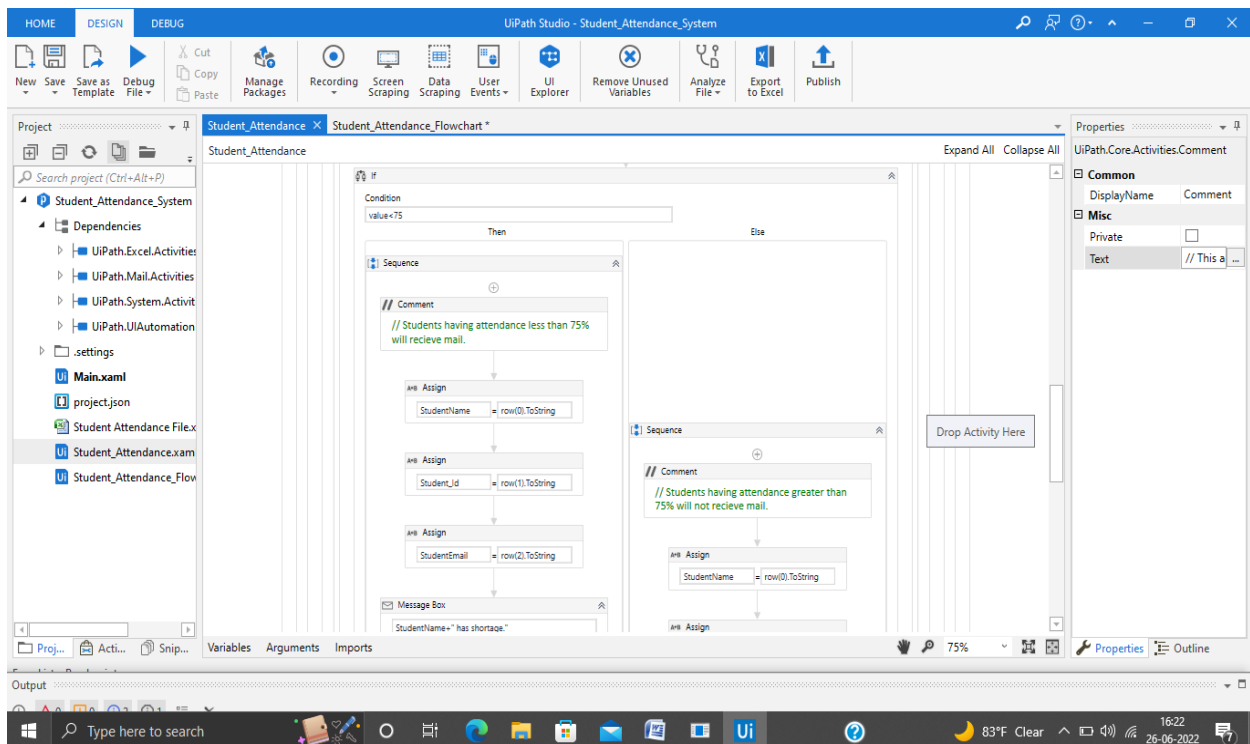 HOME DESIGN DEBUG UiPath Studio - Student_Attendance_System
New Save Save as Template Debug File Cut Copy Paste Manage Packages Recording Screen Scraping Data Scraping User Events UI Explorer Remove Unused Variables Analyze File Export to Excel Publish
Project
Search project (Ctrl+Alt+P)
Student_Attendance_System
Dependencies
UiPath.Excel.Activities
UiPath.Mail.Activities
UiPath.System.Activit
UiPath.UIAutomation
.settings
Main.xaml
project.json
Student Attendance File.x
Student_Attendance.xam
Student_Attendance_Flow
Proj... Acti... Snip...
Student_Attendance Student_Attendance_Flowchart *
Student_Attendance Expand All Collapse All
If
Condition
value<75
Then Else
Sequence
// Comment
// Students having attendance less than 75%
will recieve mail.
A+B Assign
StudentName = row(0).ToString
A+B Assign
Student_Id = row(1).ToString
A+B Assign
StudentEmail = row(2).ToString
Message Box
StudentName+" has shortage."
Sequence
// Comment
// Students having attendance greater than
75% will not recieve mail.
A+B Assign
StudentName = row(0).ToString
A+B Assign
Drop Activity Here
Variables Arguments Imports 75%
Properties
UiPath.Core.Activities.Comment
Common
DisplayName Comment
Misc
Private
Text // This a ...
Properties Outline
Output
Type here to search Ui 83°F Clear 16:22
26-06-2022